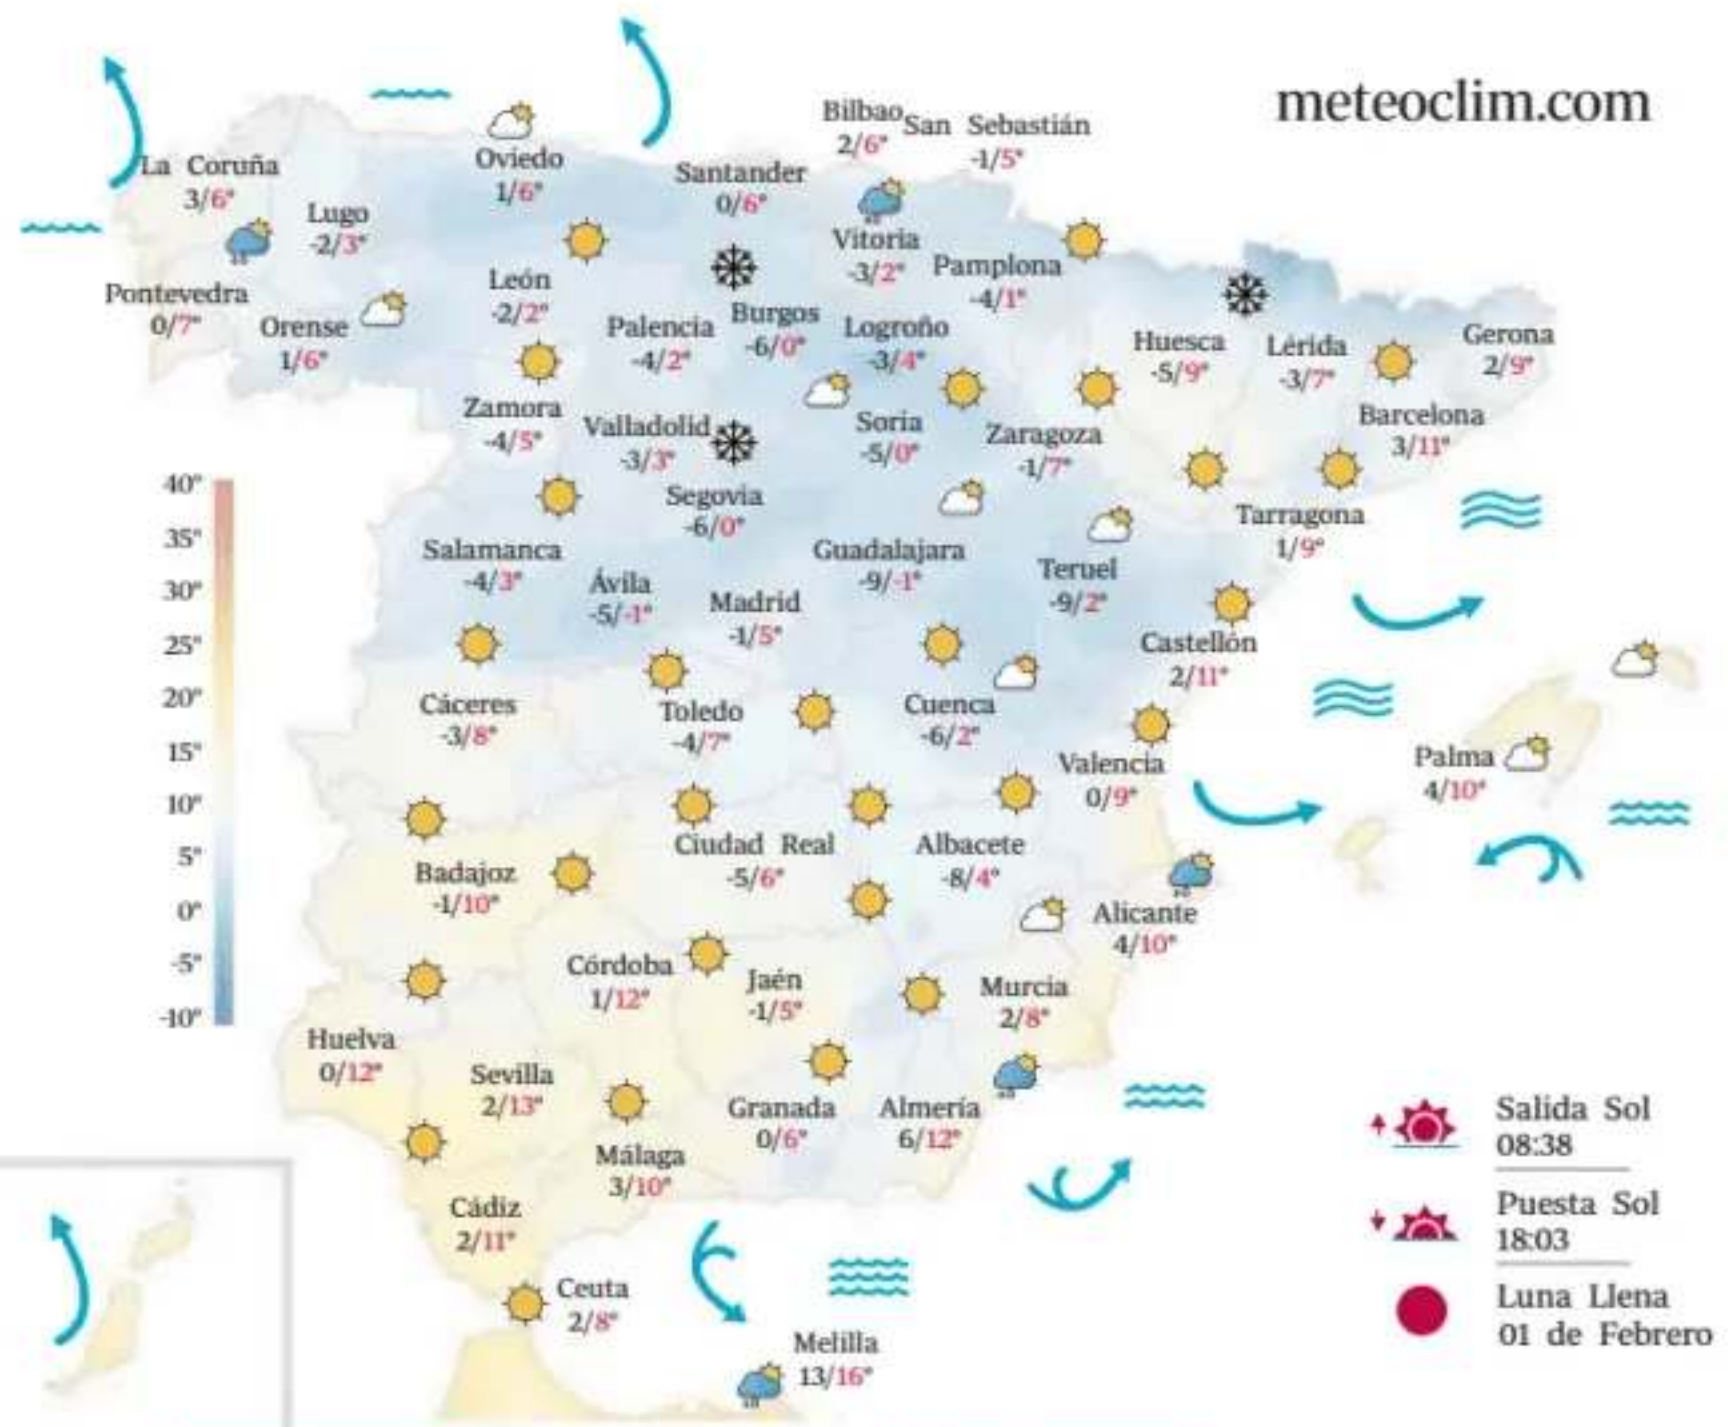 meteoclim.com
Bilbao
2/6°
San Sebastián
-1/5°
La Coruña
3/6°
Oviedo
1/6°
Santander
0/6°
Lugo
-2/3°
Vitoria
-3/2°
Pamplona
-4/1°
Pontevedra
0/7°
Orense
1/6°
León
-2/2°
Palencia
-4/2°
Burgos
-6/0°
Logroño
-3/4°
Huesca
-5/9°
Lérida
-3/7°
Gerona
2/9°
Zamora
-4/5°
Valladolid
-3/3°
Soria
-5/0°
Zaragoza
-1/7°
Barcelona
3/11°
Segovia
-6/0°
Tarragona
1/9°
Salamanca
-4/3°
Ávila
-5/-1°
Madrid
-1/5°
Guadalajara
-9/-1°
Teruel
-9/2°
Castellón
2/11°
Cáceres
-3/8°
Toledo
-4/7°
Cuenca
-6/2°
Valencia
0/9°
Palma
4/10°
Badajoz
-1/10°
Ciudad Real
-5/6°
Albacete
-8/4°
Alicante
4/10°
Córdoba
1/12°
Jaén
-1/5°
Murcia
2/8°
Huelva
0/12°
Sevilla
2/13°
Málaga
3/10°
Granada
0/6°
Almería
6/12°
Cádiz
2/11°
Ceuta
2/8°
Melilla
13/16°
40°
35°
30°
25°
20°
15°
10°
5°
0°
-5°
-10°
Salida Sol
08:38
Puesta Sol
18:03
Luna Llena
01 de Febrero